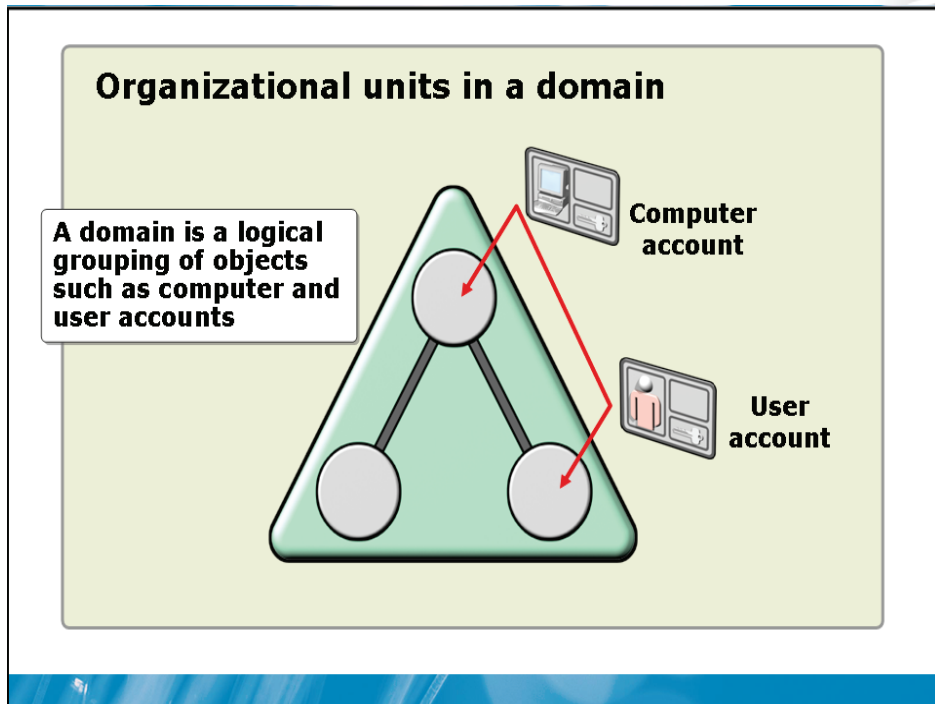 Organizational units in a domain
A domain is a logical
grouping of objects
such as computer and
user accounts
Computer
account
User
account